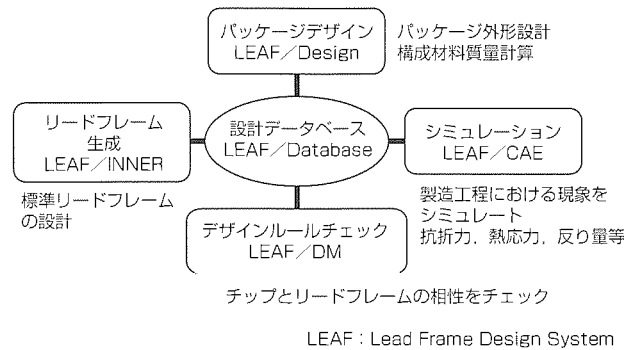 パッケージデザイン
LEAF/Design
パッケージ外形設計
構成材料質量計算
リードフレーム
生成
LEAF/INNER
標準リードフレーム
の設計
設計データベース
LEAF/Database
シミュレーション
LEAF/CAE
製造工程における現象を
シミュレート
抗折力，熱応力，反り量等
デザインルールチェック
LEAF/DM
チップとリードフレームの相性をチェック
LEAF：Lead Frame Design System